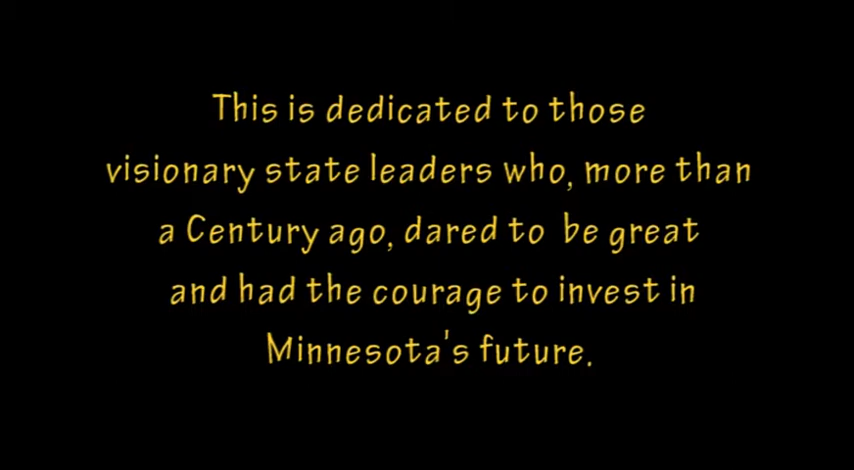 This is dedicated to those
visionary state leaders who, more than
a Century ago, dared to be great
and had the courage to invest in
Minnesota's future.